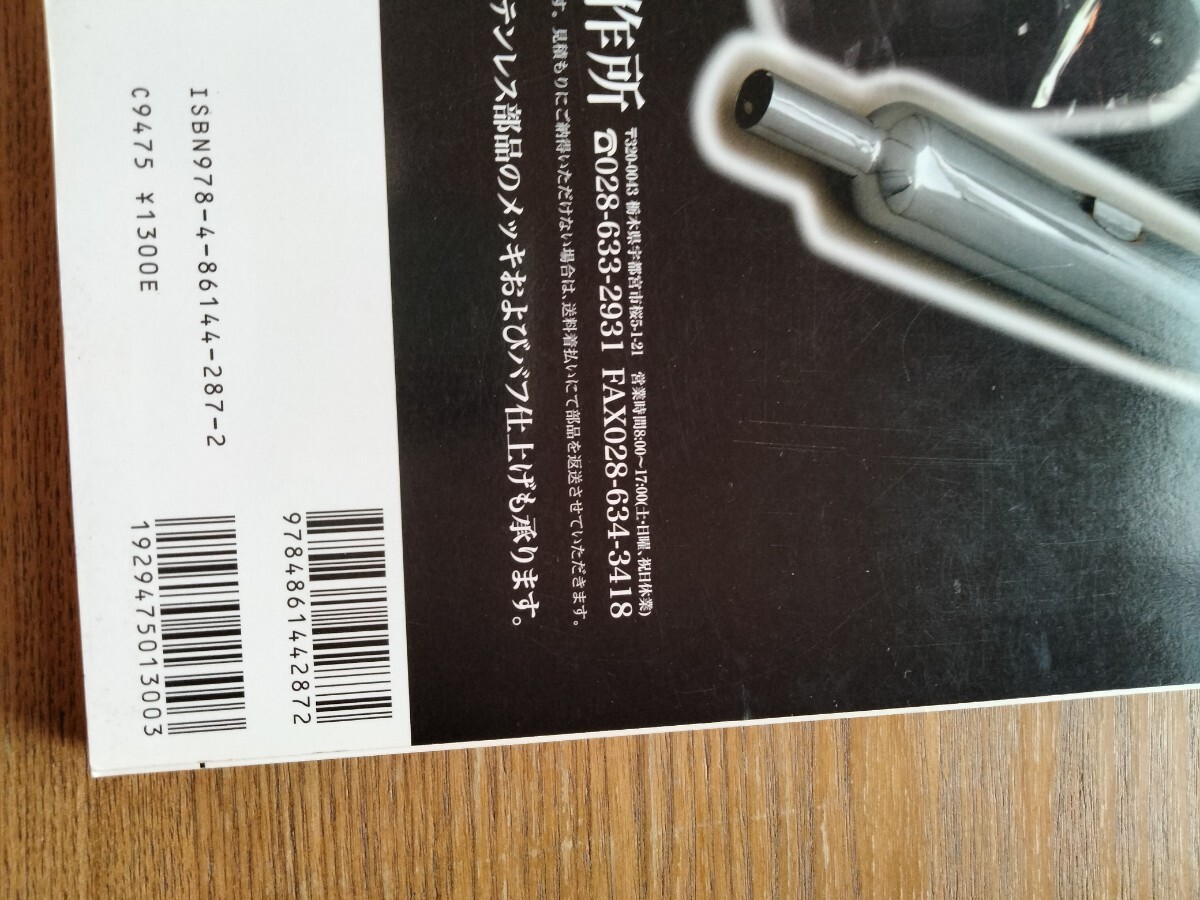 作所
〒320-0043 栃木県宇都宮市桜5-1-21 営業時間8:00〜17:00(土・日曜、祝日休業)
☎028-633-2931 FAX028-634-3418
す。見積もりにご納得いただけない場合は、送料着払いにて部品を返送させていただきます。
テンレス部品のメッキおよびバフ仕上げも承ります。
ISBN978-4-86144-287-2
C9475 ¥1300E
9784861442872
1929475013003